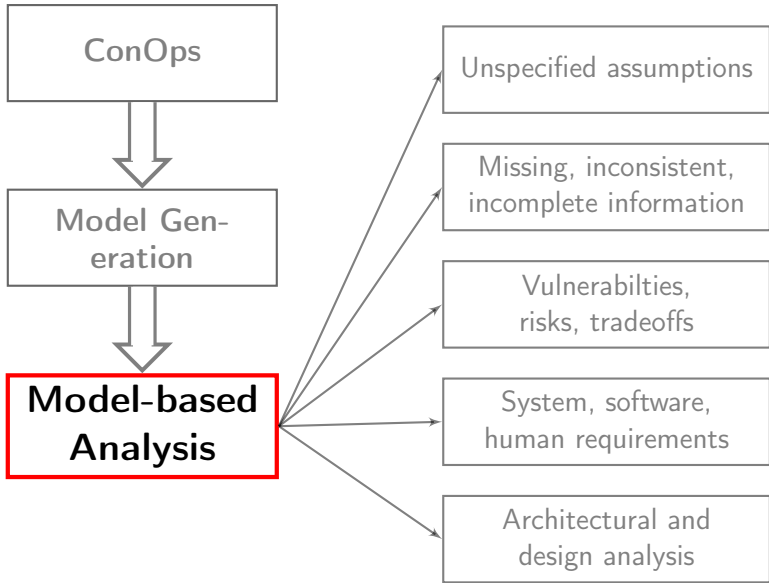 ConOps
Model Gen-
eration
Model-based
Analysis
Unspecified assumptions
Missing, inconsistent,
incomplete information
Vulnerabilties,
risks, tradeoffs
System, software,
human requirements
Architectural and
design analysis